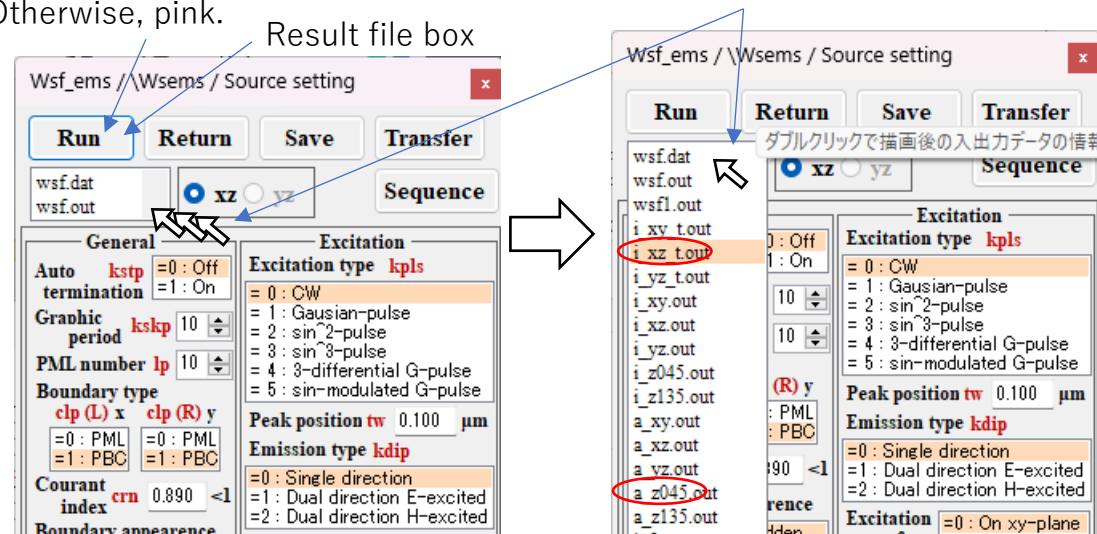 Otherwise, pink.
Result file box
Wsf_ems / \Wsems / Source setting
x
Run
Return
Save
Transfer
wsf.dat
wsf.out
xz
yz
Sequence
General
Auto termination kstp
=0 : Off
=1 : On
Graphic period kskp 10
PML number lp 10
Boundary type
clp (L) x clp (R) y
=0 : PML
=1 : PBC
=0 : PML
=1 : PBC
Courant index crn 0.890 <1
Boundary appearence
Excitation
Excitation type kpls
= 0 : CW
= 1 : Gausian-pulse
= 2 : sin^2-pulse
= 3 : sin^3-pulse
= 4 : 3-differential G-pulse
= 5 : sin-modulated G-pulse
Peak position tw 0.100 μm
Emission type kdip
=0 : Single direction
=1 : Dual direction E-excited
=2 : Dual direction H-excited
Wsf_ems / \Wsems / Source setting
x
Run
Return
Save
Transfer
ダブルクリックで描画後の入出力データの情報
wsf.dat
wsf.out
wsf1.out
i_xy_t.out
i_xz_t.out
i_yz_t.out
i_xy.out
i_xz.out
i_yz.out
i_z045.out
i_z135.out
a_xy.out
a_xz.out
a_yz.out
a_z045.out
a_z135.out
xz
yz
Sequence
: Off
: On
10
10
(R) y
: PML
: PBC
<1
rence
Excitation
Excitation type kpls
= 0 : CW
= 1 : Gausian-pulse
= 2 : sin^2-pulse
= 3 : sin^3-pulse
= 4 : 3-differential G-pulse
= 5 : sin-modulated G-pulse
Peak position tw 0.100 μm
Emission type kdip
=0 : Single direction
=1 : Dual direction E-excited
=2 : Dual direction H-excited
Excitation
=0 : On xy-plane